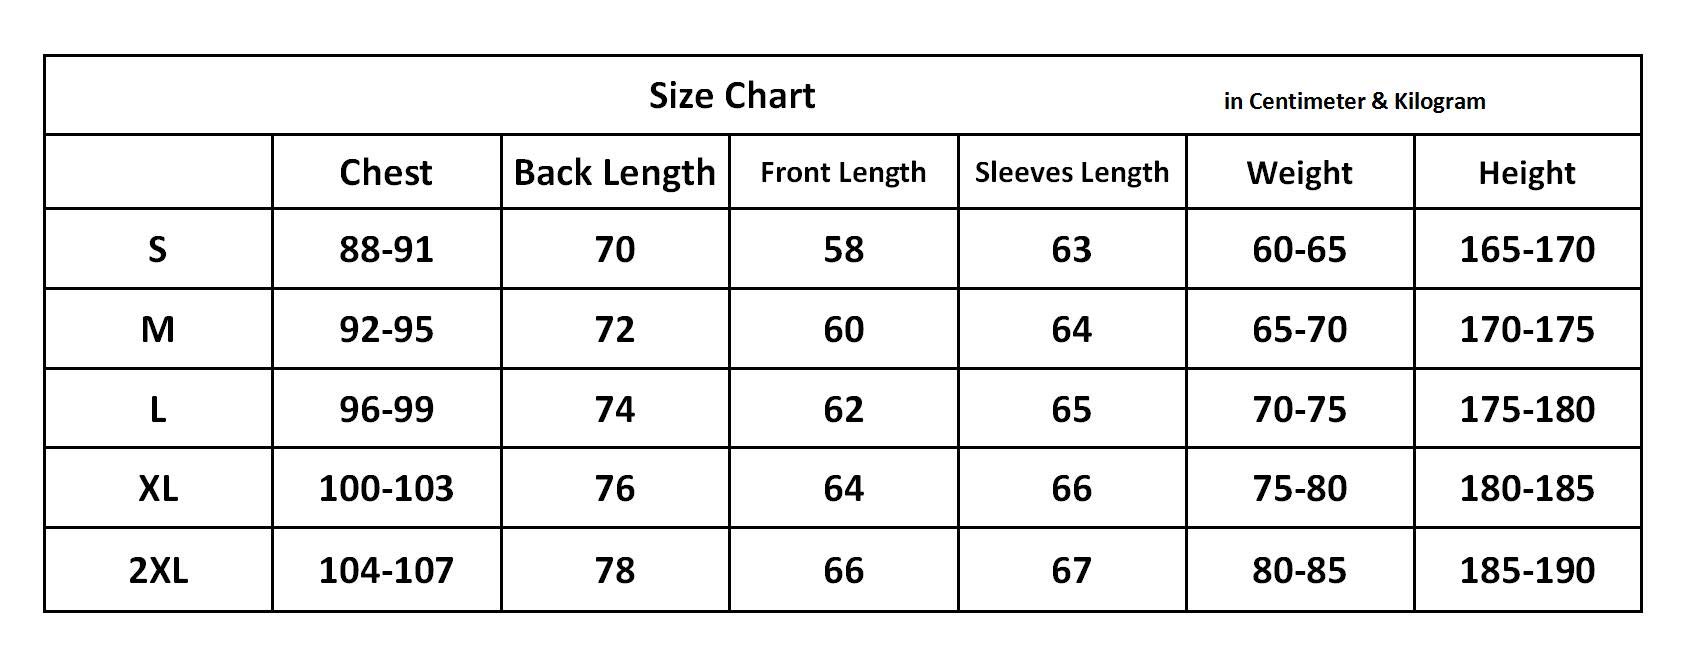 Size Chart in Centimeter & Kilogram
Chest Back Length Front Length Sleeves Length Weight Height
S 88-91 70 58 63 60-65 165-170
M 92-95 72 60 64 65-70 170-175
L 96-99 74 62 65 70-75 175-180
XL 100-103 76 64 66 75-80 180-185
2XL 104-107 78 66 67 80-85 185-190